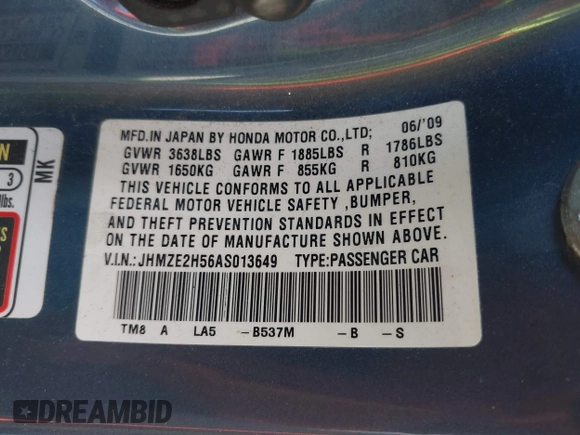 MFD.IN JAPAN BY HONDA MOTOR CO.,LTD; 06/'09
GVWR 3638LBS GAWR F 1885LBS R 1786LBS
GVWR 1650KG GAWR F 855KG R 810KG
THIS VEHICLE CONFORMS TO ALL APPLICABLE
FEDERAL MOTOR VEHICLE SAFETY ,BUMPER,
AND THEFT PREVENTION STANDARDS IN EFFECT
ON THE DATE OF MANUFACTURE SHOWN ABOVE.
V.I.N.: JHMZE2H56AS013649 TYPE:PASSENGER CAR
TM8 A LA5 -B537M -B -S
MK
3
lbs.
DREAMBID